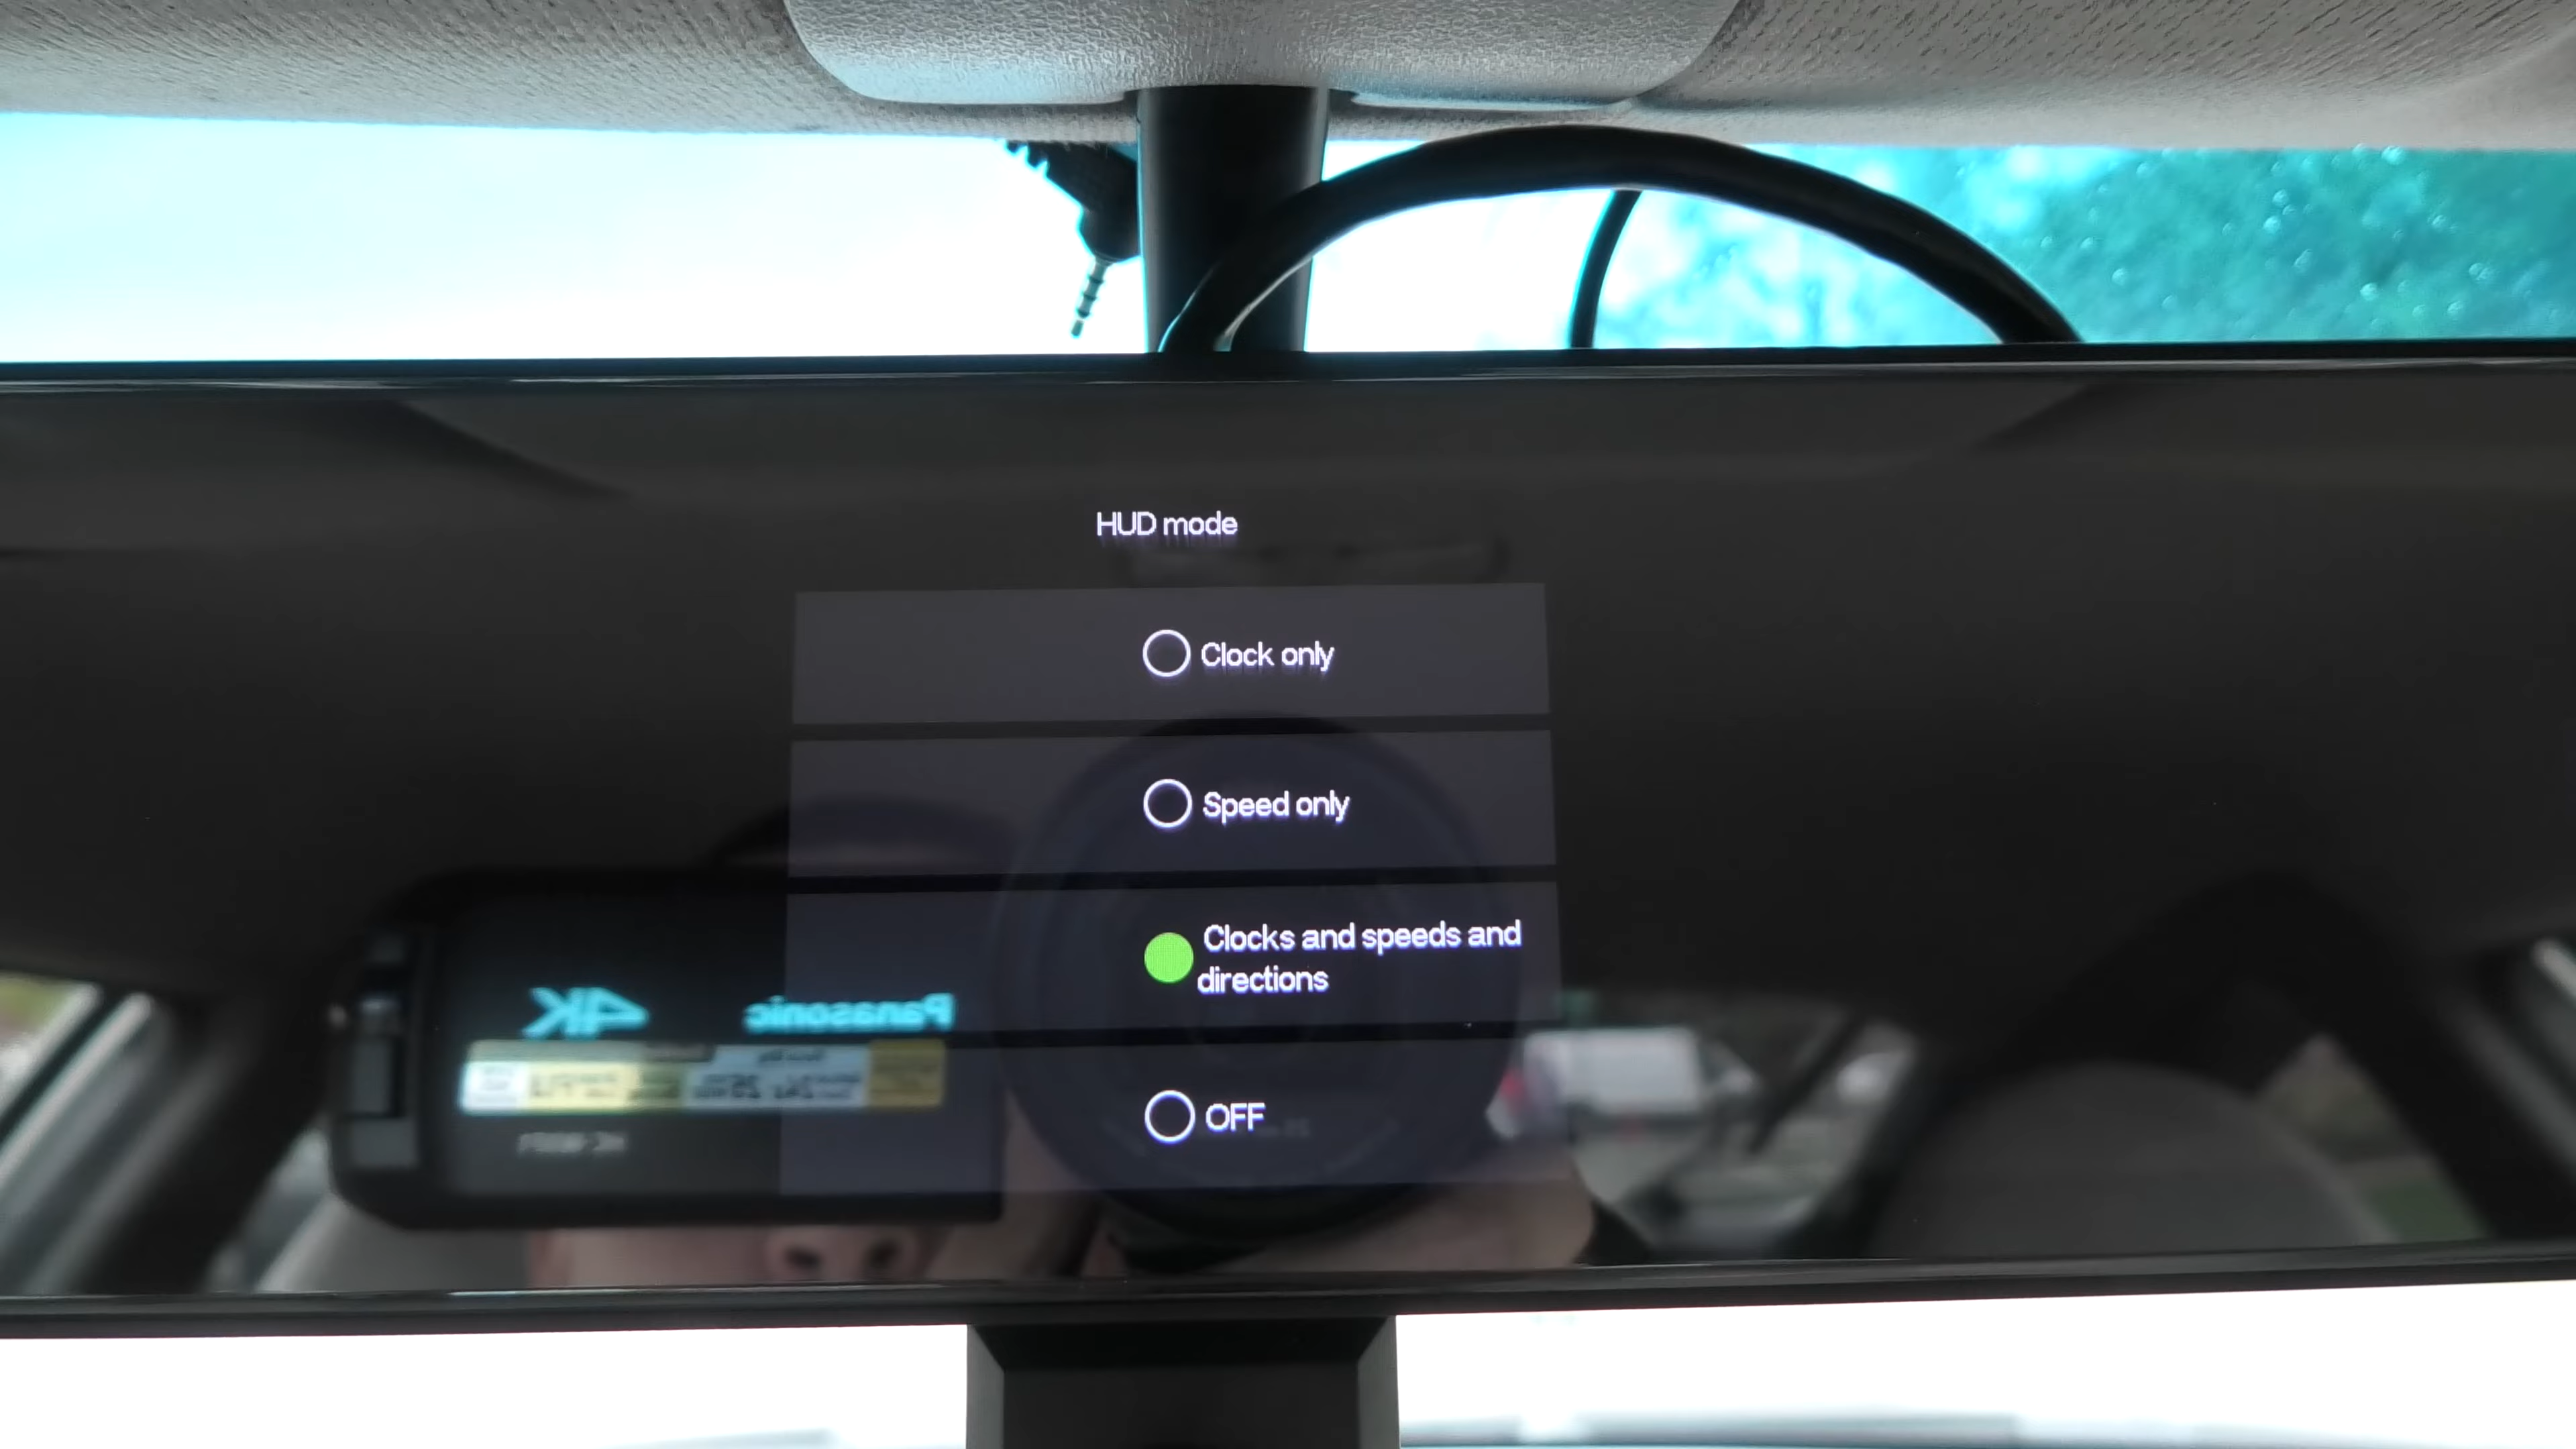 HUD mode
Clock only
Speed only
Clocks and speeds and
directions
4K
Panasonic
OFF